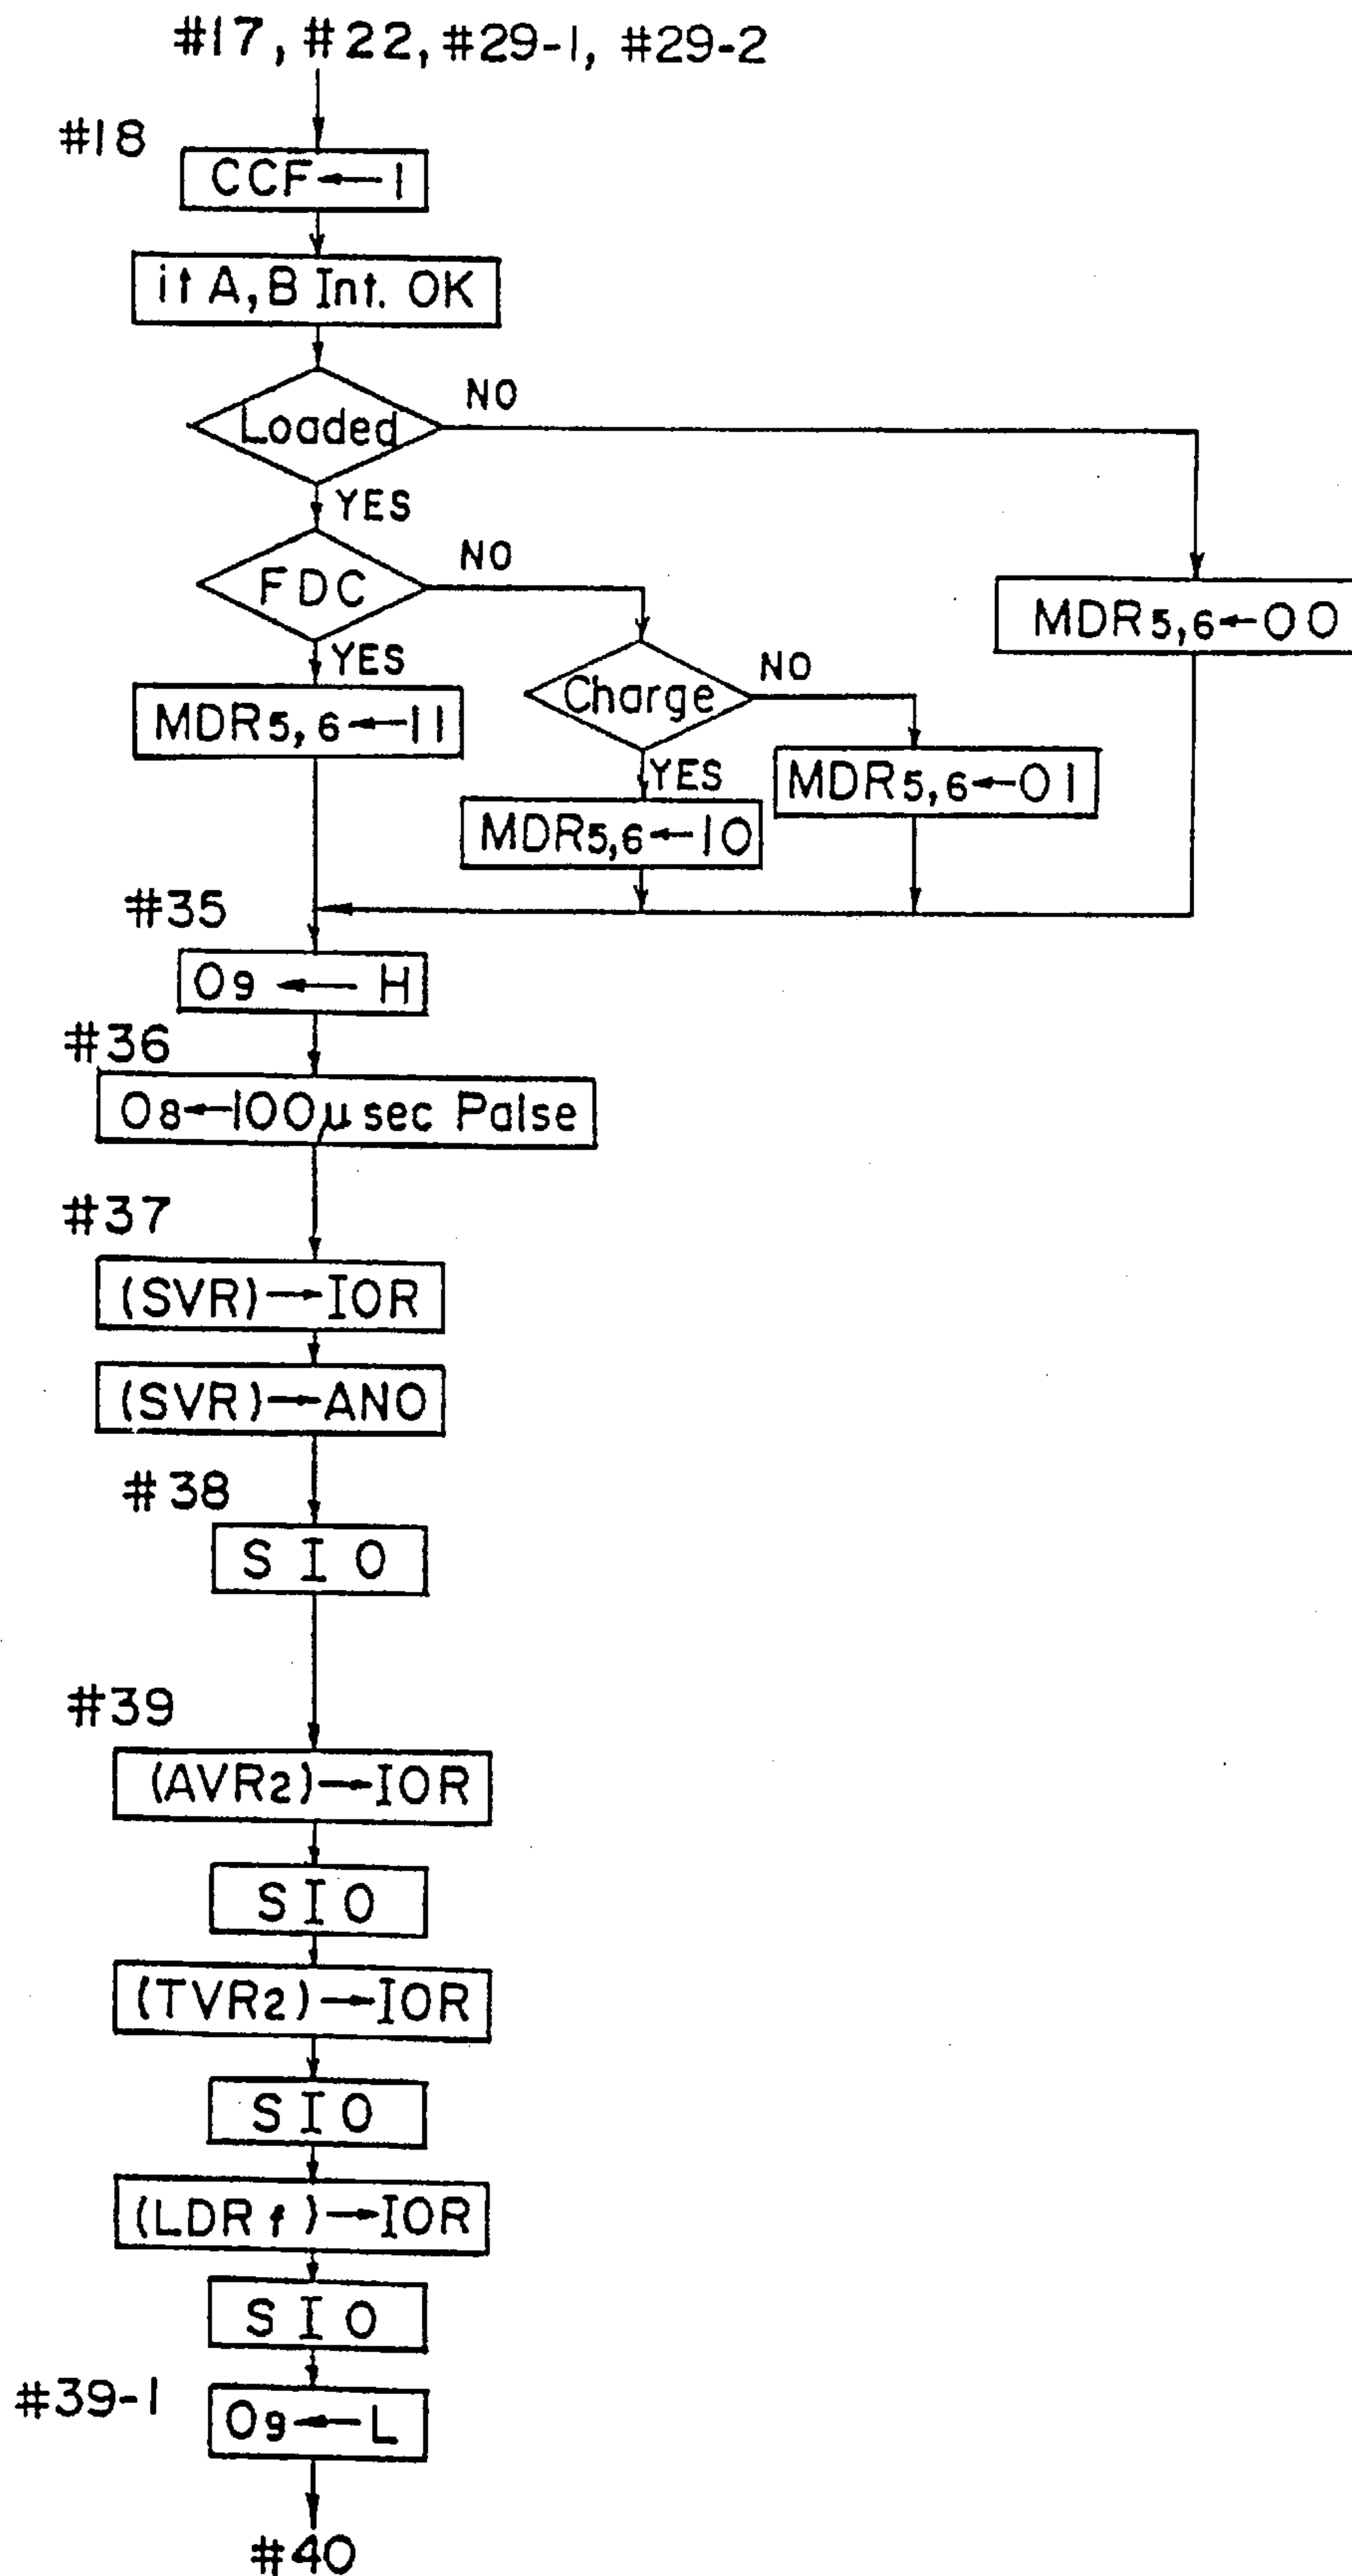 #17, #22, #29-1, #29-2
#18
CCF←1
it A, B Int. OK
Loaded
NO
YES
FDC
NO
YES
MDR5,6←00
Charge
NO
YES
MDR5,6←11
MDR5,6←01
MDR5,6←10
#35
O9 ← H
#36
O8←100μsec Palse
#37
(SVR)→IOR
(SVR)→ANO
#38
SIO
#39
(AVR2)→IOR
SIO
(TVR2)→IOR
SIO
(LDRf)→IOR
SIO
#39-1
O9←L
#40